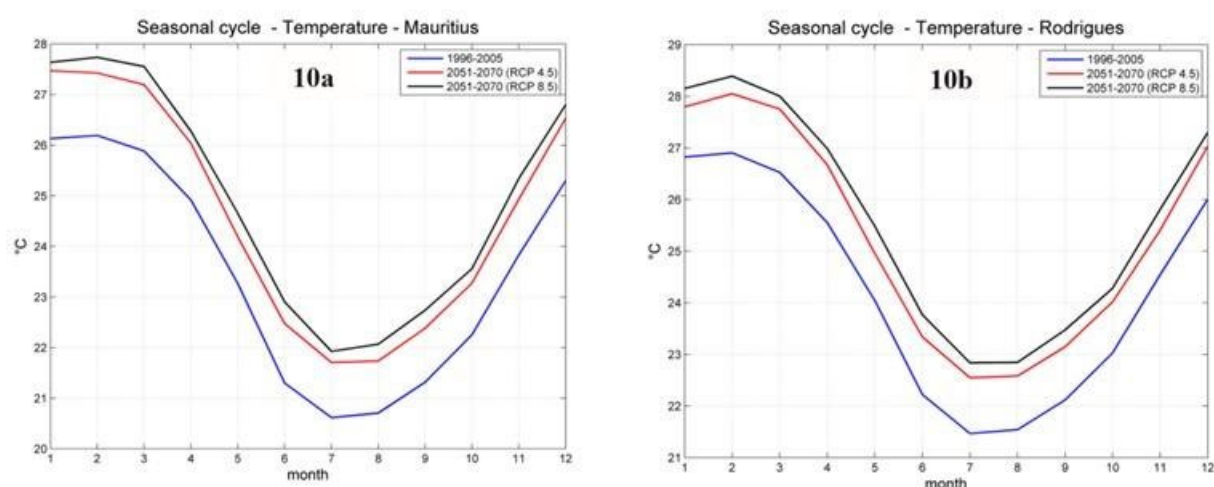 Seasonal cycle - Temperature - Mauritius
28
27
26
25
24
23
22
21
20
°C
1 2 3 4 5 6 7 8 9 10 11 12
month
10a
1996-2005
2051-2070 (RCP 4.5)
2051-2070 (RCP 8.5)
Seasonal cycle - Temperature - Rodrigues
29
28
27
26
25
24
23
22
21
°C
1 2 3 4 5 6 7 8 9 10 11 12
month
10b
1996-2005
2051-2070 (RCP 4.5)
2051-2070 (RCP 8.5)